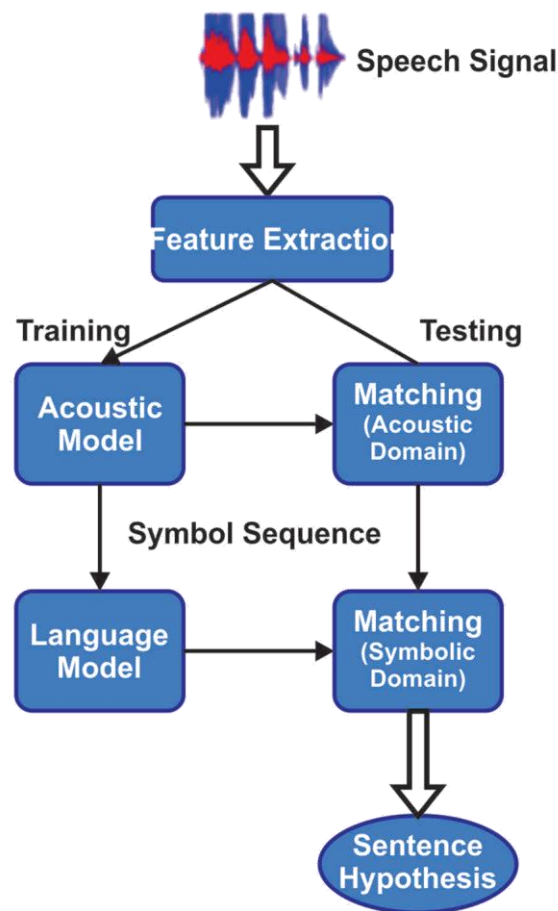 Speech Signal
Feature Extraction
Training
Testing
Acoustic
Model
Matching
(Acoustic
Domain)
Symbol Sequence
Language
Model
Matching
(Symbolic
Domain)
Sentence
Hypothesis